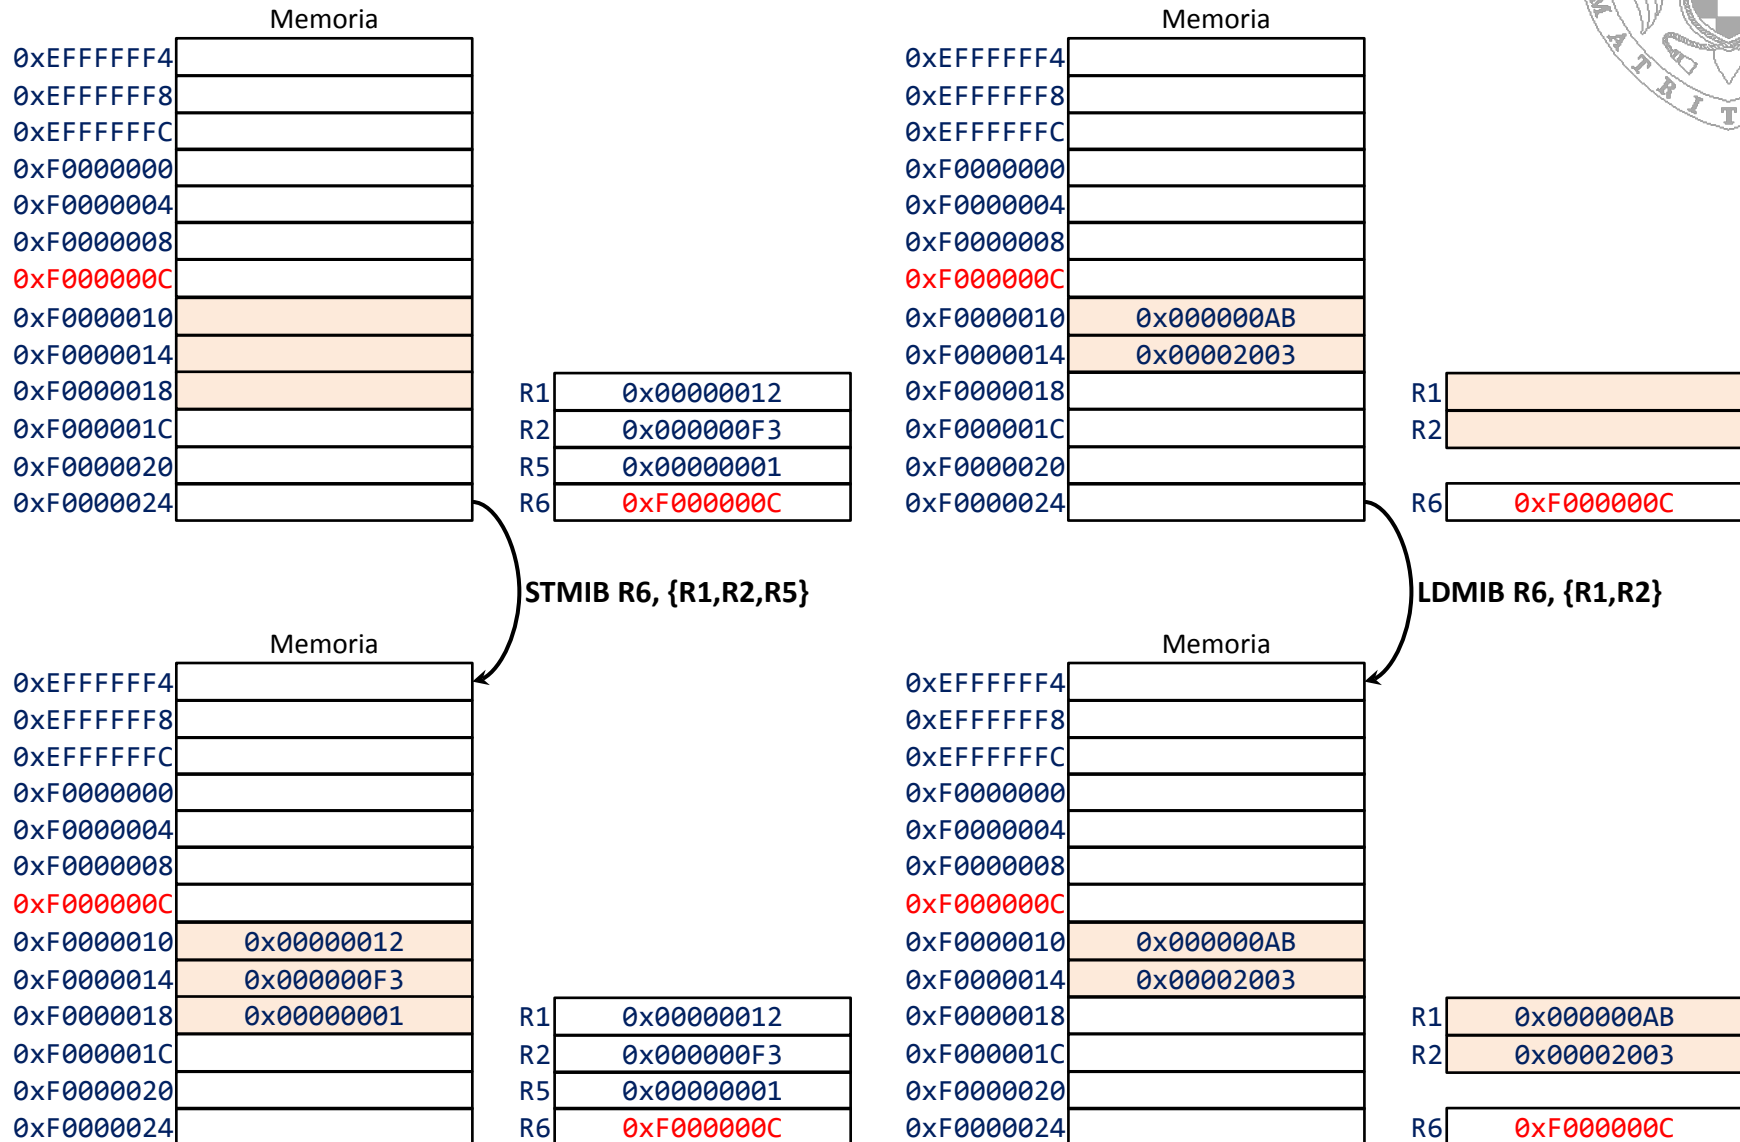 Memoria
0xEFFFFFF4
0xEFFFFFF8
0xEFFFFFFC
0xF0000000
0xF0000004
0xF0000008
0xF000000C
0xF0000010
0xF0000014
0xF0000018 R1 0x00000012
0xF000001C R2 0x000000F3
0xF0000020 R5 0x00000001
0xF0000024 R6 0xF000000C
STMIB R6, {R1,R2,R5}
Memoria
0xEFFFFFF4
0xEFFFFFF8
0xEFFFFFFC
0xF0000000
0xF0000004
0xF0000008
0xF000000C
0xF0000010 0x00000012
0xF0000014 0x000000F3
0xF0000018 0x00000001 R1 0x00000012
0xF000001C R2 0x000000F3
0xF0000020 R5 0x00000001
0xF0000024 R6 0xF000000C
Memoria
0xEFFFFFF4
0xEFFFFFF8
0xEFFFFFFC
0xF0000000
0xF0000004
0xF0000008
0xF000000C
0xF0000010 0x000000AB
0xF0000014 0x00002003
0xF0000018 R1
0xF000001C R2
0xF0000020
0xF0000024 R6 0xF000000C
LDMIB R6, {R1,R2}
Memoria
0xEFFFFFF4
0xEFFFFFF8
0xEFFFFFFC
0xF0000000
0xF0000004
0xF0000008
0xF000000C
0xF0000010 0x000000AB
0xF0000014 0x00002003
0xF0000018 R1 0x000000AB
0xF000001C R2 0x00002003
0xF0000020
0xF0000024 R6 0xF000000C